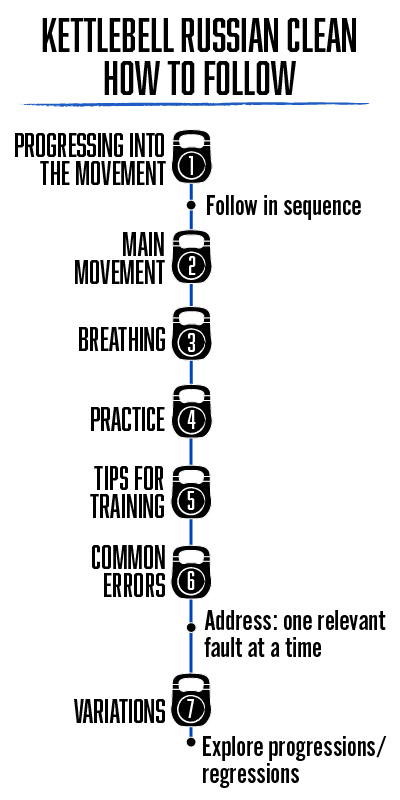 KETTLEBELL RUSSIAN CLEAN
HOW TO FOLLOW
PROGRESSING INTO
THE MOVEMENT
1
Follow in sequence
MAIN
MOVEMENT
2
BREATHING
3
PRACTICE
4
TIPS FOR
TRAINING
5
COMMON
ERRORS
6
Address: one relevant
fault at a time
VARIATIONS
7
Explore progressions/
regressions